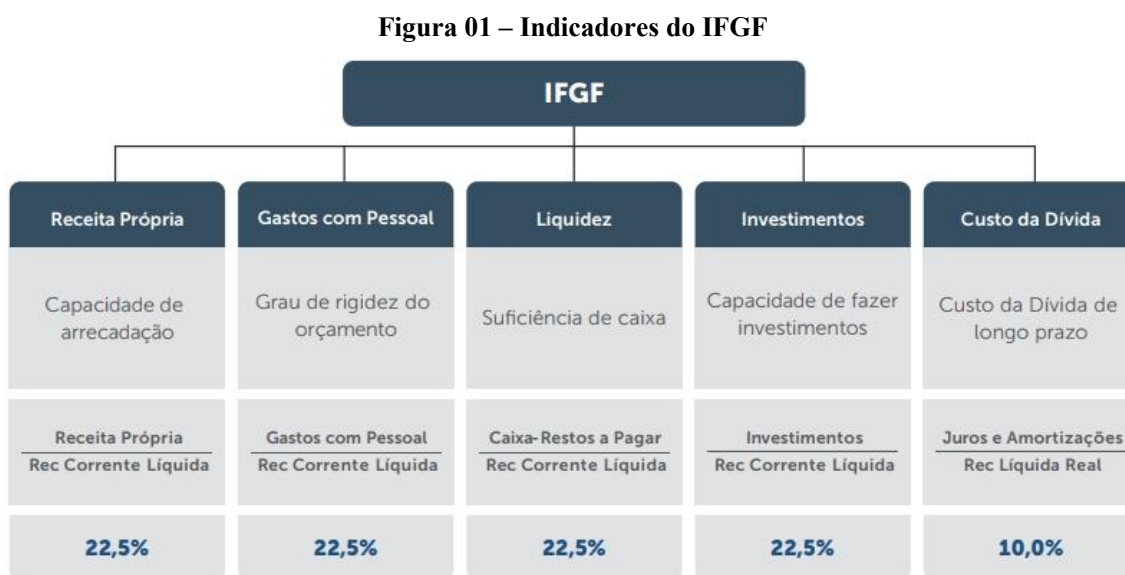 Figura 01 – Indicadores do IFGF
IFGF
Receita Própria
Capacidade de
arrecadação
Receita Própria
Rec Corrente Líquida
22,5%
Gastos com Pessoal
Grau de rigidez do
orçamento
Gastos com Pessoal
Rec Corrente Líquida
22,5%
Liquidez
Suficiência de caixa
Caixa-Restos a Pagar
Rec Corrente Líquida
22,5%
Investimentos
Capacidade de fazer
investimentos
Investimentos
Rec Corrente Líquida
22,5%
Custo da Dívida
Custo da Dívida de
longo prazo
Juros e Amortizações
Rec Líquida Real
10,0%